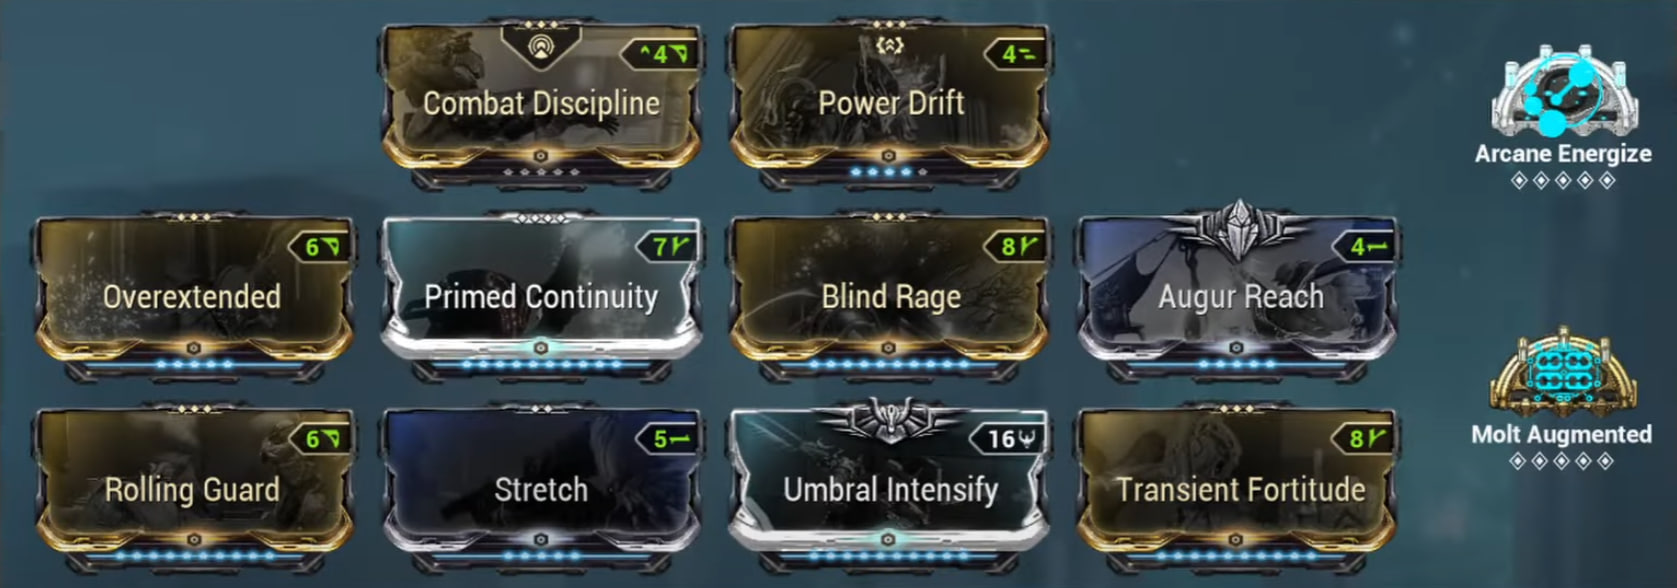 4
Combat Discipline
4
Power Drift
Arcane Energize
6
Overextended
7
Primed Continuity
8
Blind Rage
4
Augur Reach
Molt Augmented
6
Rolling Guard
5
Stretch
16
Umbral Intensify
8
Transient Fortitude